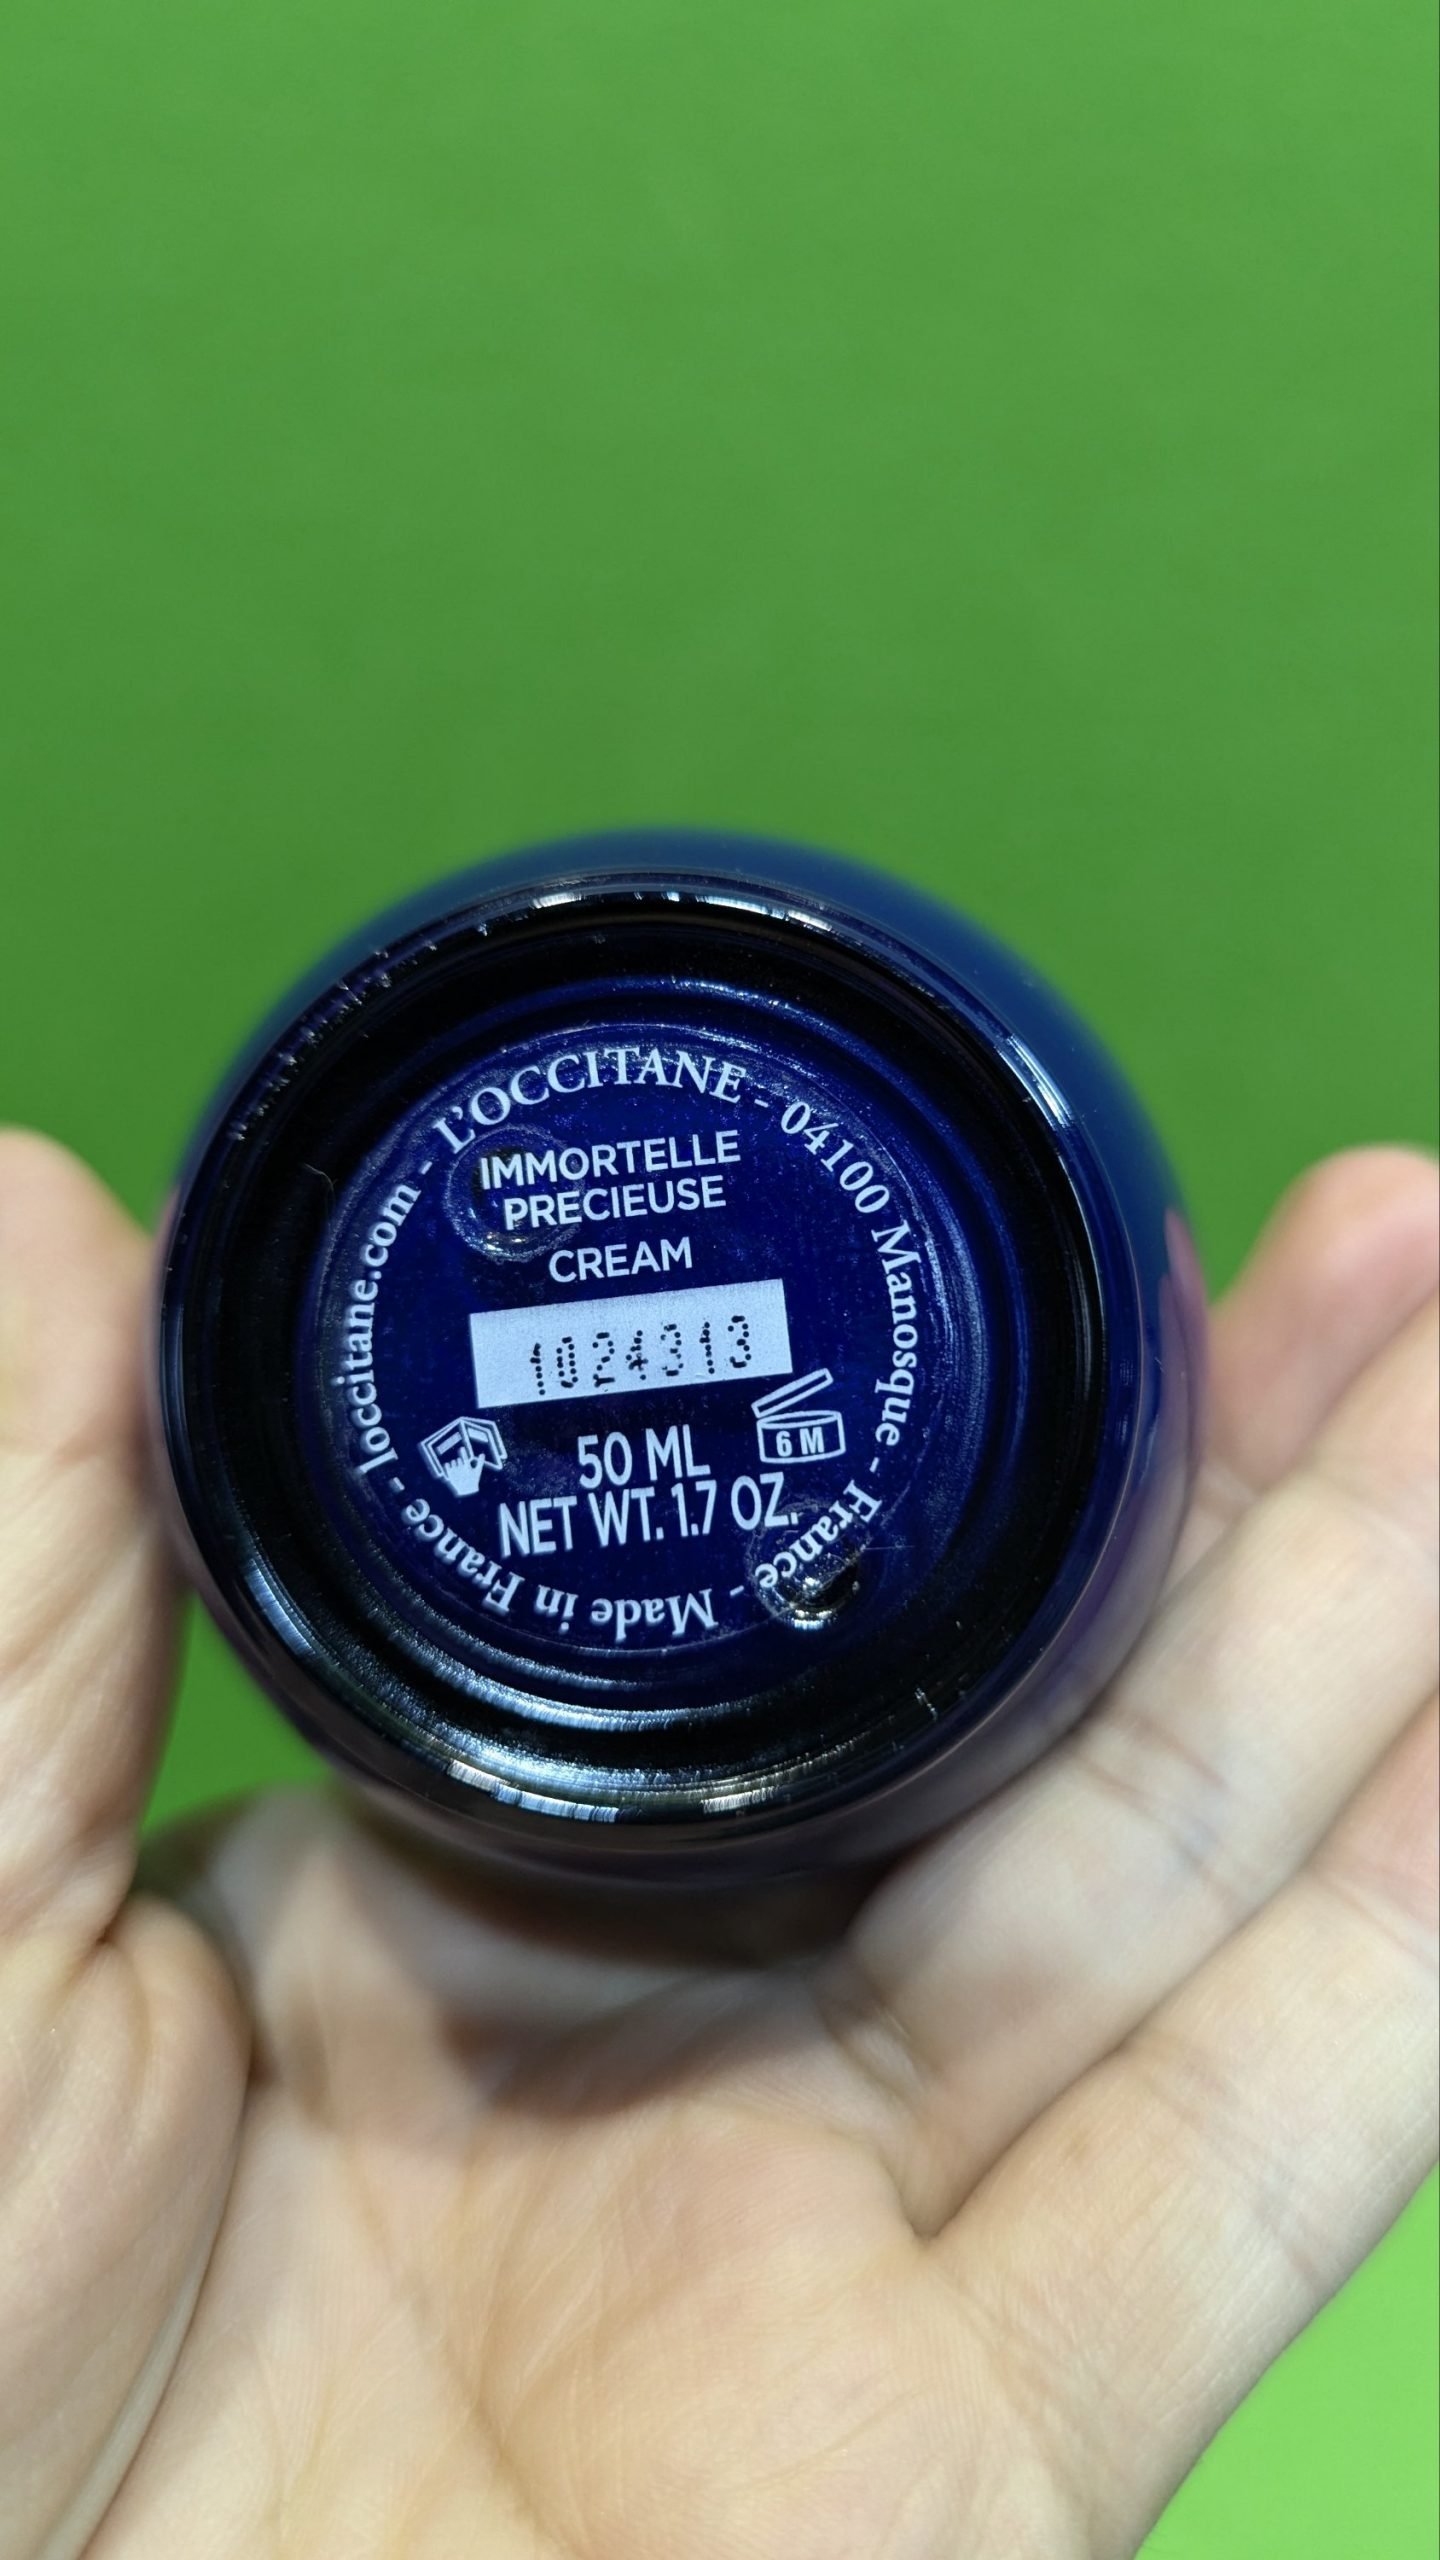 L'OCCITANE - 04100 Manosque - France - Made in France - loccitane.com -
IMMORTELLE
PRECIEUSE
CREAM
1024313
50 ML
6 M
NET WT. 1.7 OZ.